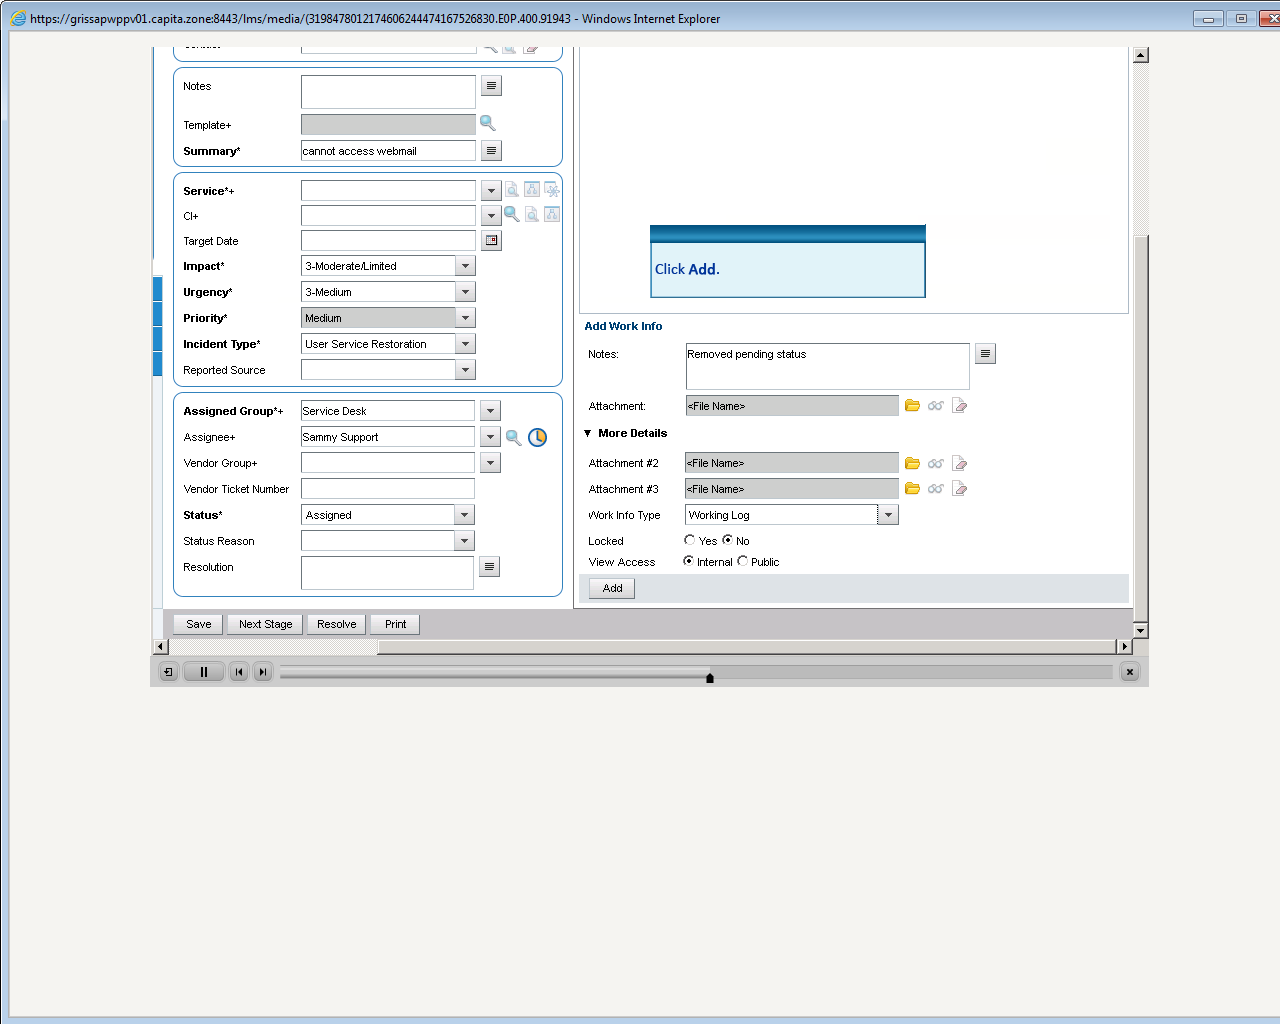 https://grissapwppv01.capita.zone:8443/lms/media/(3198478012174606244474167526830.E0P.400.91943 - Windows Internet Explorer
Notes
Template+
Summary* cannot access webmail
Service*+
CI+
Target Date
Impact* 3-Moderate/Limited
Urgency* 3-Medium
Priority* Medium
Incident Type* User Service Restoration
Reported Source
Assigned Group*+ Service Desk
Assignee+ Sammy Support
Vendor Group+
Vendor Ticket Number
Status* Assigned
Status Reason
Resolution
Save Next Stage Resolve Print
Click Add.
Add Work Info
Notes: Removed pending status
Attachment: <File Name>
▼ More Details
Attachment #2 <File Name>
Attachment #3 <File Name>
Work Info Type Working Log
Locked Yes No
View Access Internal Public
Add